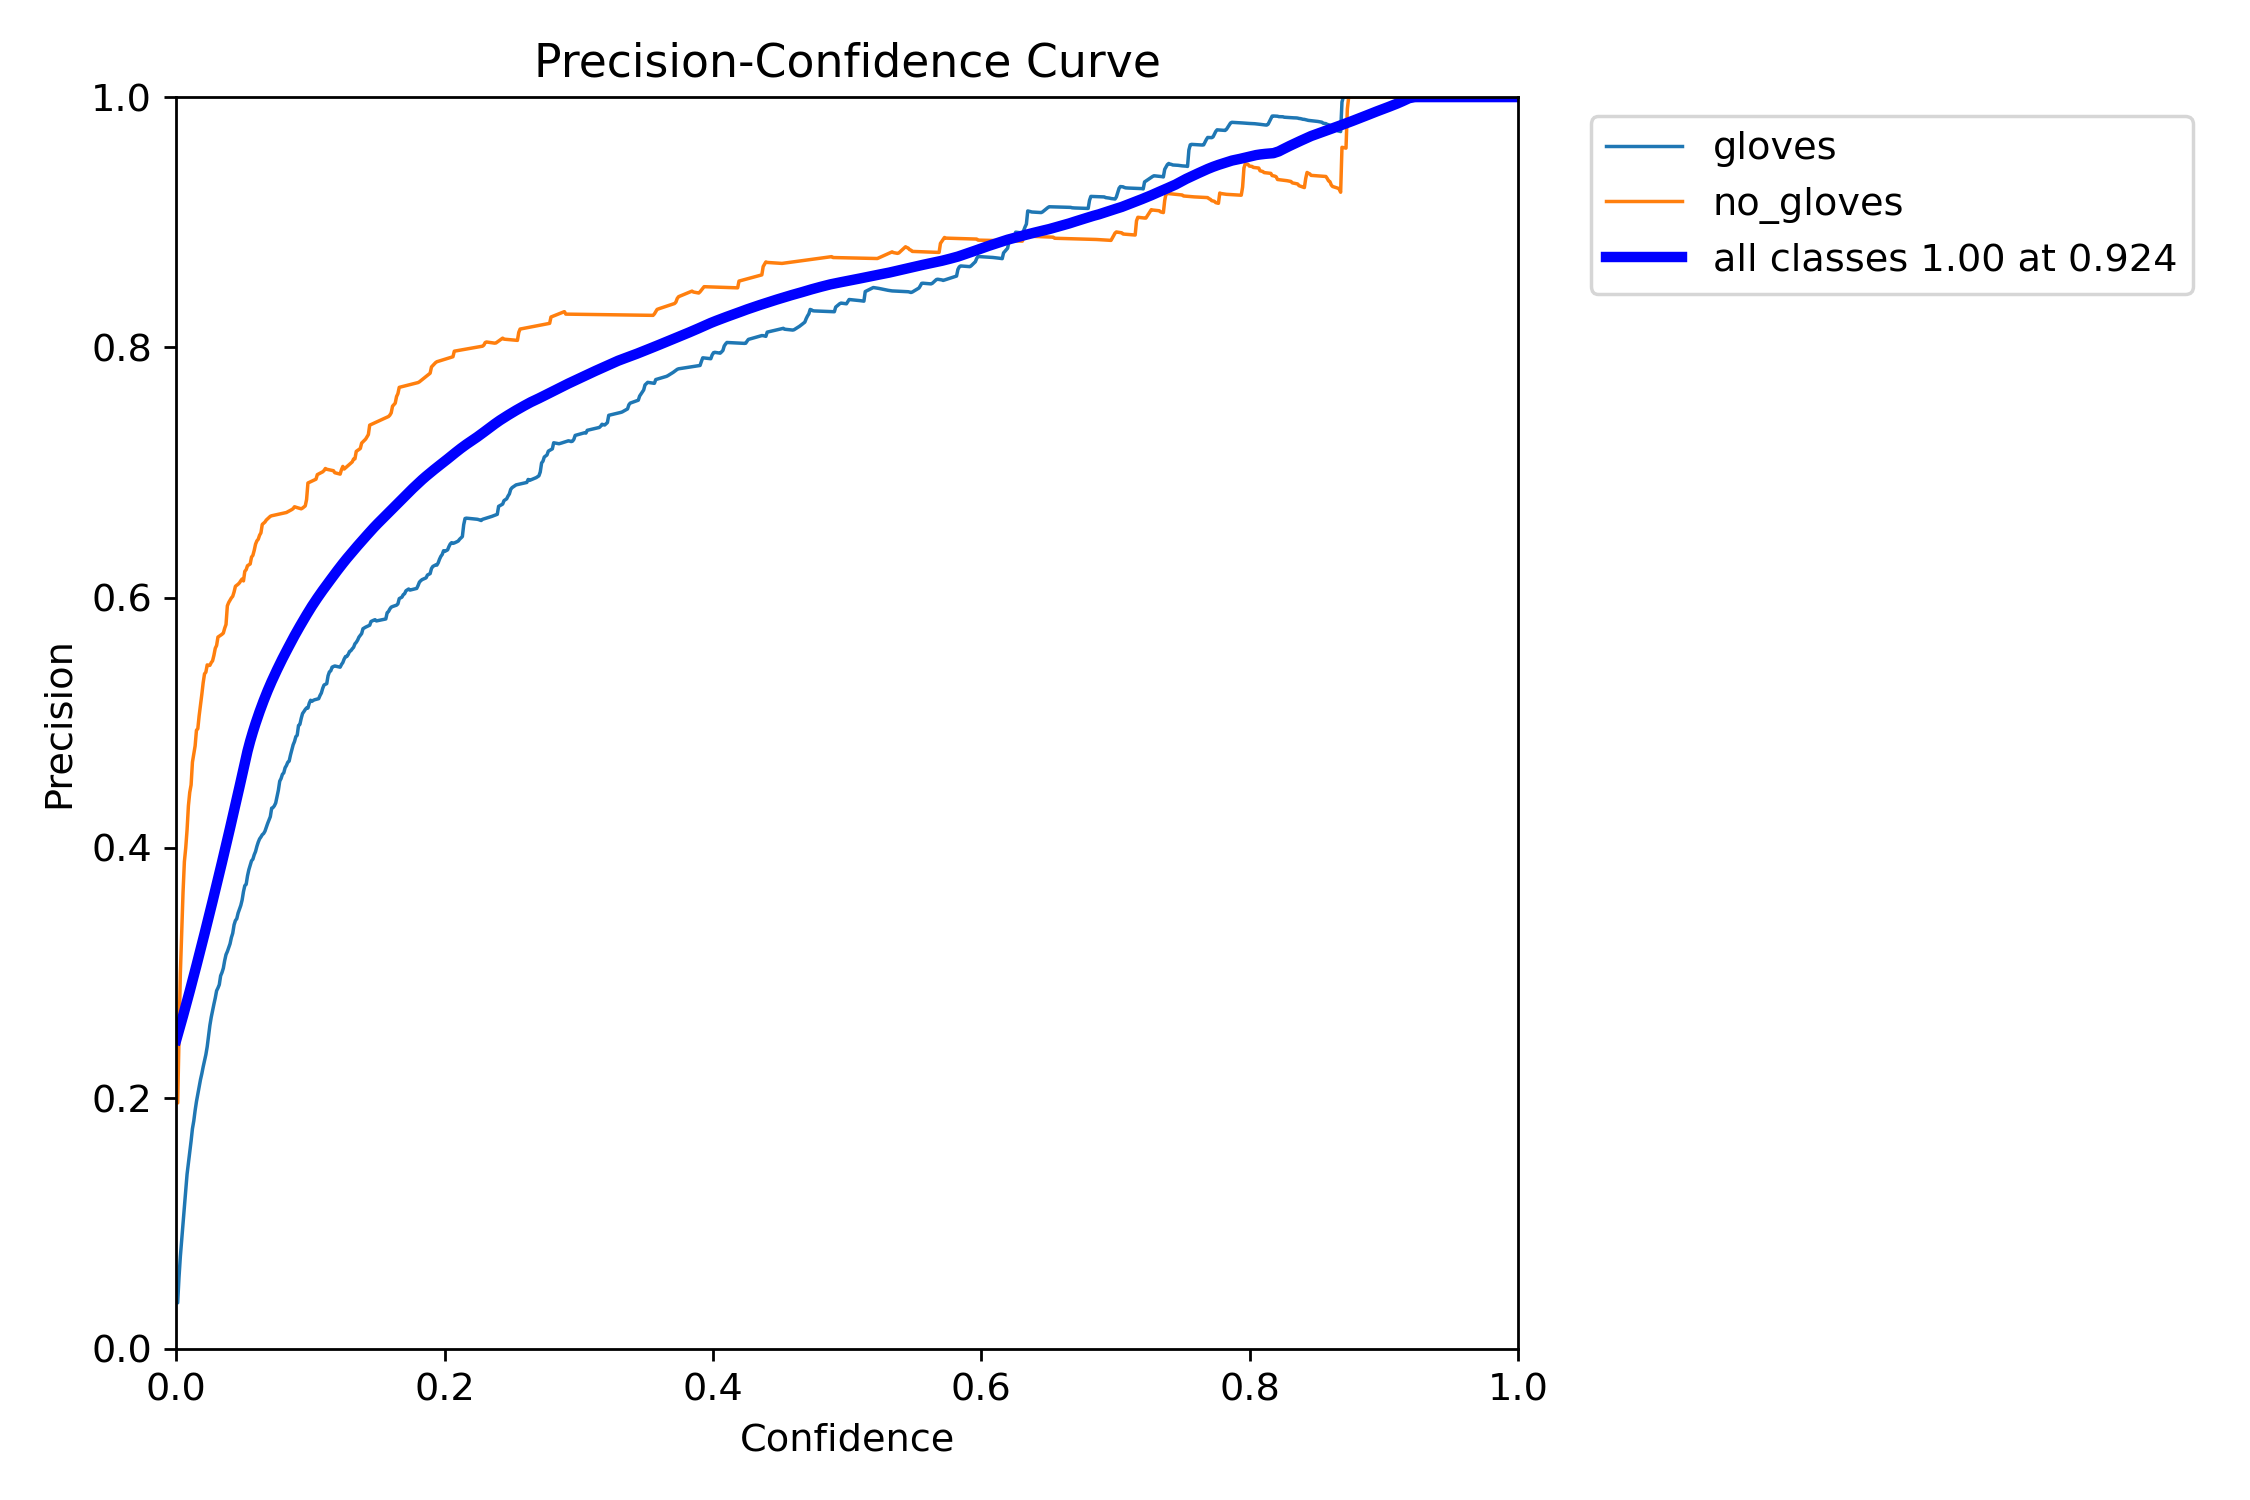 Precision-Confidence Curve
1.0
0.8
0.6
0.4
0.2
0.0
Precision
0.0 0.2 0.4 0.6 0.8 1.0
Confidence
gloves
no_gloves
all classes 1.00 at 0.924